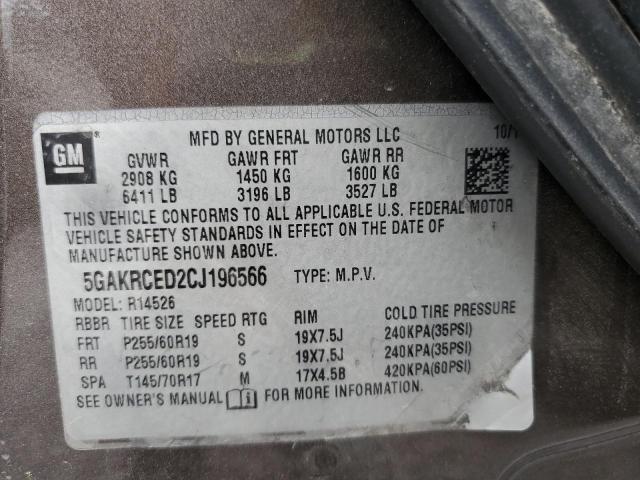 GM
MFD BY GENERAL MOTORS LLC 10/1
GVWR GAWR FRT GAWR RR
2908 KG 1450 KG 1600 KG
6411 LB 3196 LB 3527 LB
THIS VEHICLE CONFORMS TO ALL APPLICABLE U.S. FEDERAL MOTOR
VEHICLE SAFETY STANDARDS IN EFFECT ON THE DATE OF
MANUFACTURE SHOWN ABOVE.
5GAKRCED2CJ196566 TYPE: M.P.V.
MODEL: R14526
RBBR TIRE SIZE SPEED RTG RIM COLD TIRE PRESSURE
FRT P255/60R19 S 19X7.5J 240KPA(35PSI)
RR P255/60R19 S 19X7.5J 240KPA(35PSI)
SPA T145/70R17 M 17X4.5B 420KPA(60PSI)
SEE OWNER'S MANUAL FOR MORE INFORMATION.